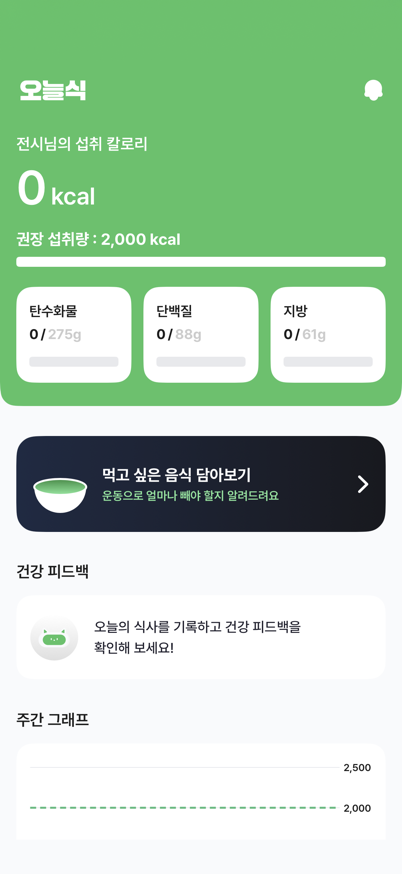 오늘식
전시님의 섭취 칼로리
0 kcal
권장 섭취량 : 2,000 kcal
탄수화물
0 / 275g
단백질
0 / 88g
지방
0 / 61g
먹고 싶은 음식 담아보기
운동으로 얼마나 빼야 할지 알려드려요
건강 피드백
오늘의 식사를 기록하고 건강 피드백을
확인해 보세요!
주간 그래프
2,500
2,000